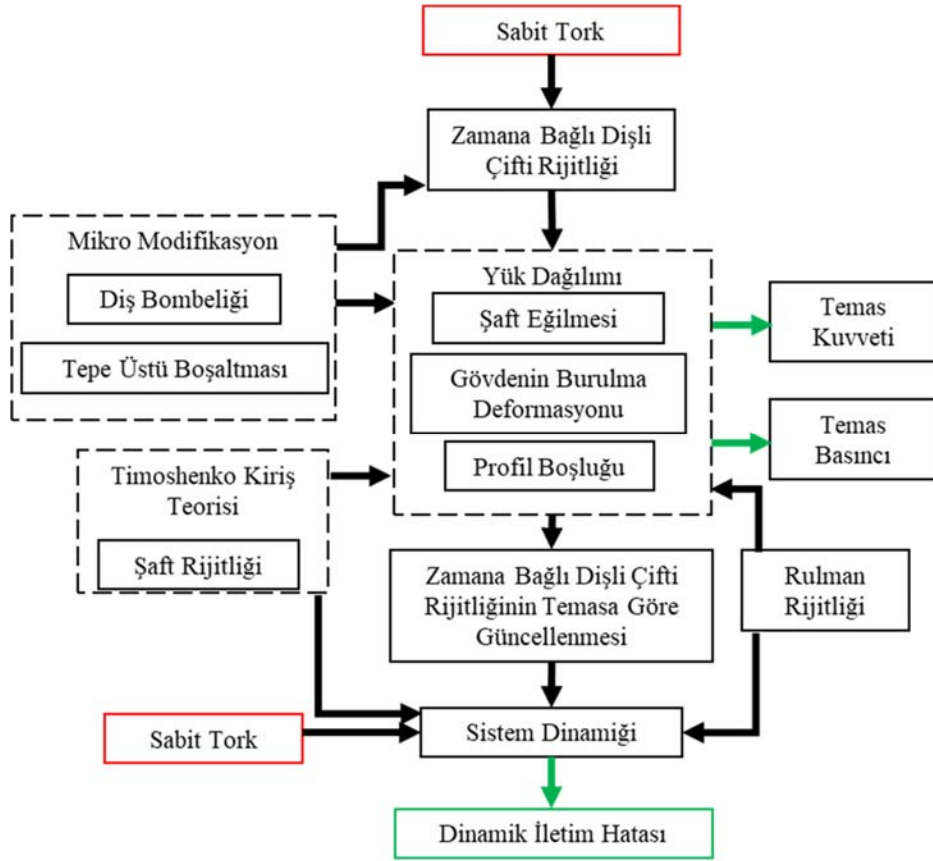 Sabit Tork
Zamana Bağlı Dişli
Çifti Rijitliği
Mikro Modifikasyon
Diş Bombeliği
Tepe Üstü Boşaltması
Yük Dağılımı
Şaft Eğilmesi
Gövdenin Burulma
Deformasyonu
Profil Boşluğu
Temas
Kuvveti
Temas
Basıncı
Timoshenko Kiriş
Teorisi
Şaft Rijitliği
Zamana Bağlı Dişli Çifti
Rijitliğinin Temasa Göre
Güncellenmesi
Rulman
Rijitliği
Sabit Tork
Sistem Dinamiği
Dinamik İletim Hatası